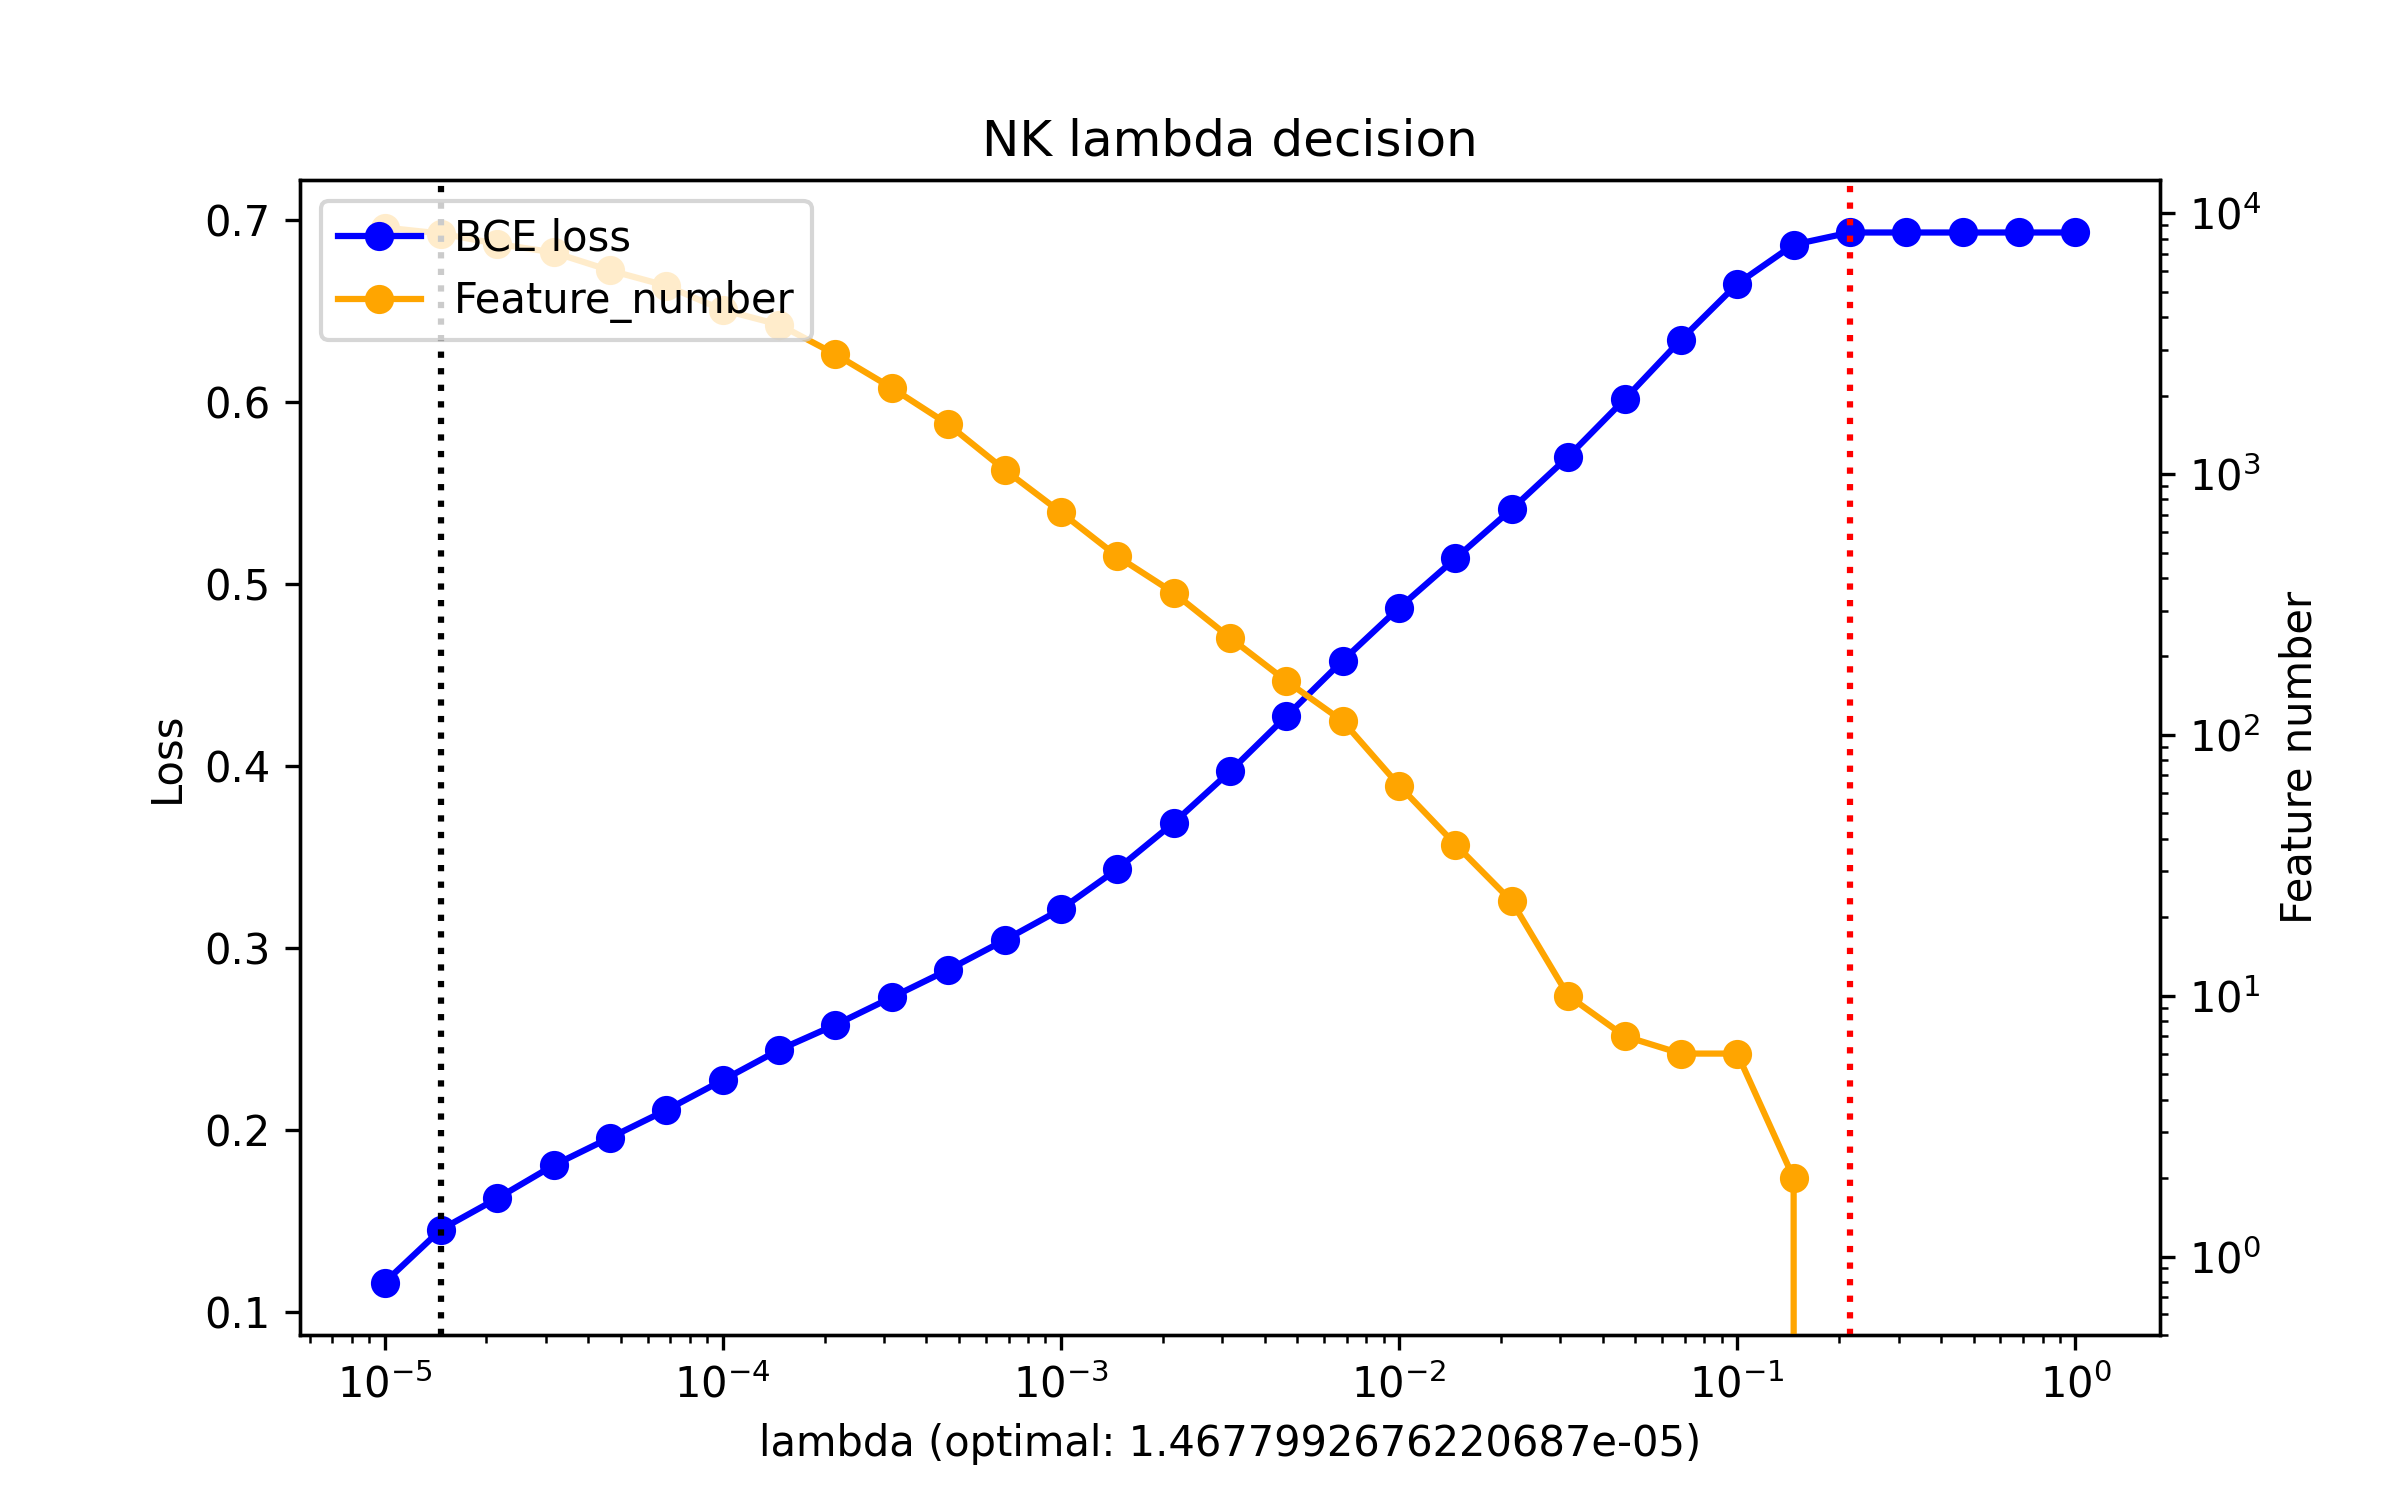 NK lambda decision
BCE loss
Feature_number
0.7
0.6
0.5
0.4
0.3
0.2
0.1
Loss
10⁴
10³
10²
10¹
10⁰
Feature number
10⁻⁵ 10⁻⁴ 10⁻³ 10⁻² 10⁻¹ 10⁰
lambda (optimal: 1.4677992676220687e-05)